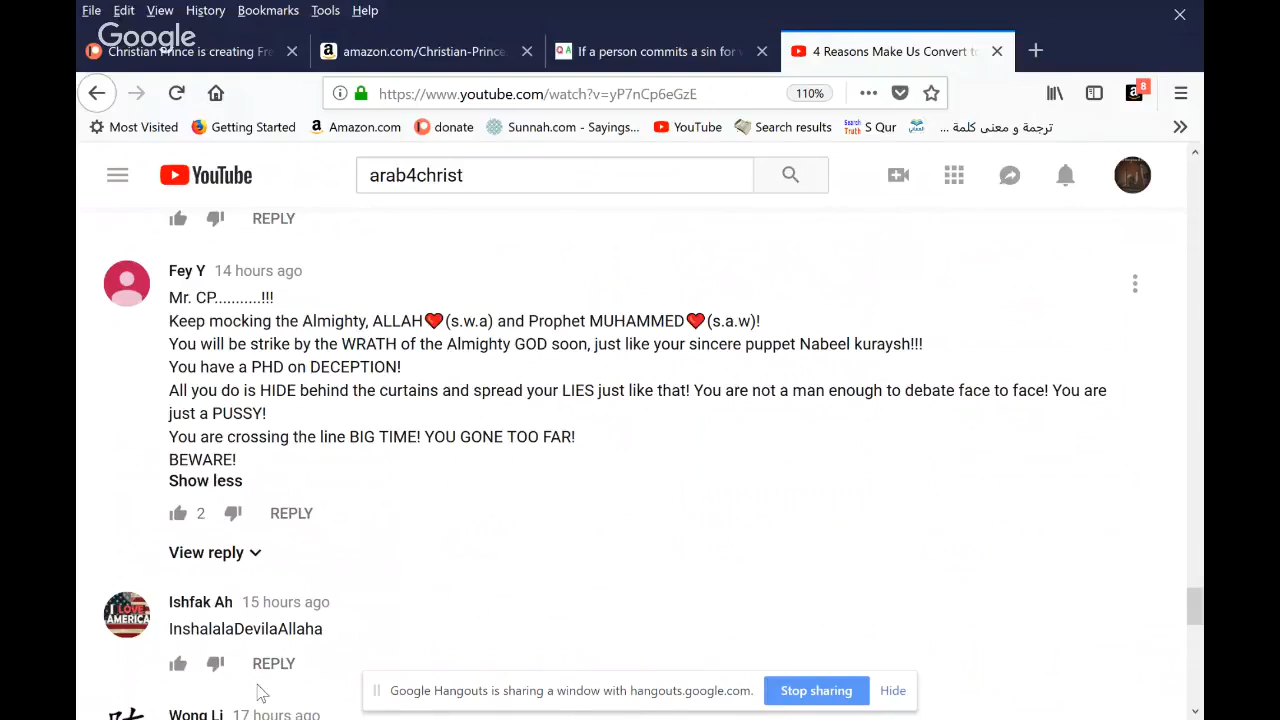 File Edit View History Bookmarks Tools Help
Google
Christian Prince is creating Fre
amazon.com/Christian-Prince
If a person commits a sin for
4 Reasons Make Us Convert to
https://www.youtube.com/watch?v=yP7nCp6eGzE
110%
8
Most Visited Getting Started Amazon.com donate Sunnah.com - Sayings... YouTube Search results S Qur ترجمة و معنى كلمة ...
YouTube
arab4christ
REPLY
Fey Y 14 hours ago
Mr. CP...........!!!
Keep mocking the Almighty, ALLAH❤(s.w.a) and Prophet MUHAMMED❤(s.a.w)!
You will be strike by the WRATH of the Almighty GOD soon, just like your sincere puppet Nabeel kuraysh!!!
You have a PHD on DECEPTION!
All you do is HIDE behind the curtains and spread your LIES just like that! You are not a man enough to debate face to face! You are
just a PUSSY!
You are crossing the line BIG TIME! YOU GONE TOO FAR!
BEWARE!
Show less
2 REPLY
View reply
I LOVE
AMERICA
Ishfak Ah 15 hours ago
InshalalaDevilaAllaha
REPLY
Google Hangouts is sharing a window with hangouts.google.com. Stop sharing Hide
Wong Li 17 hours ago